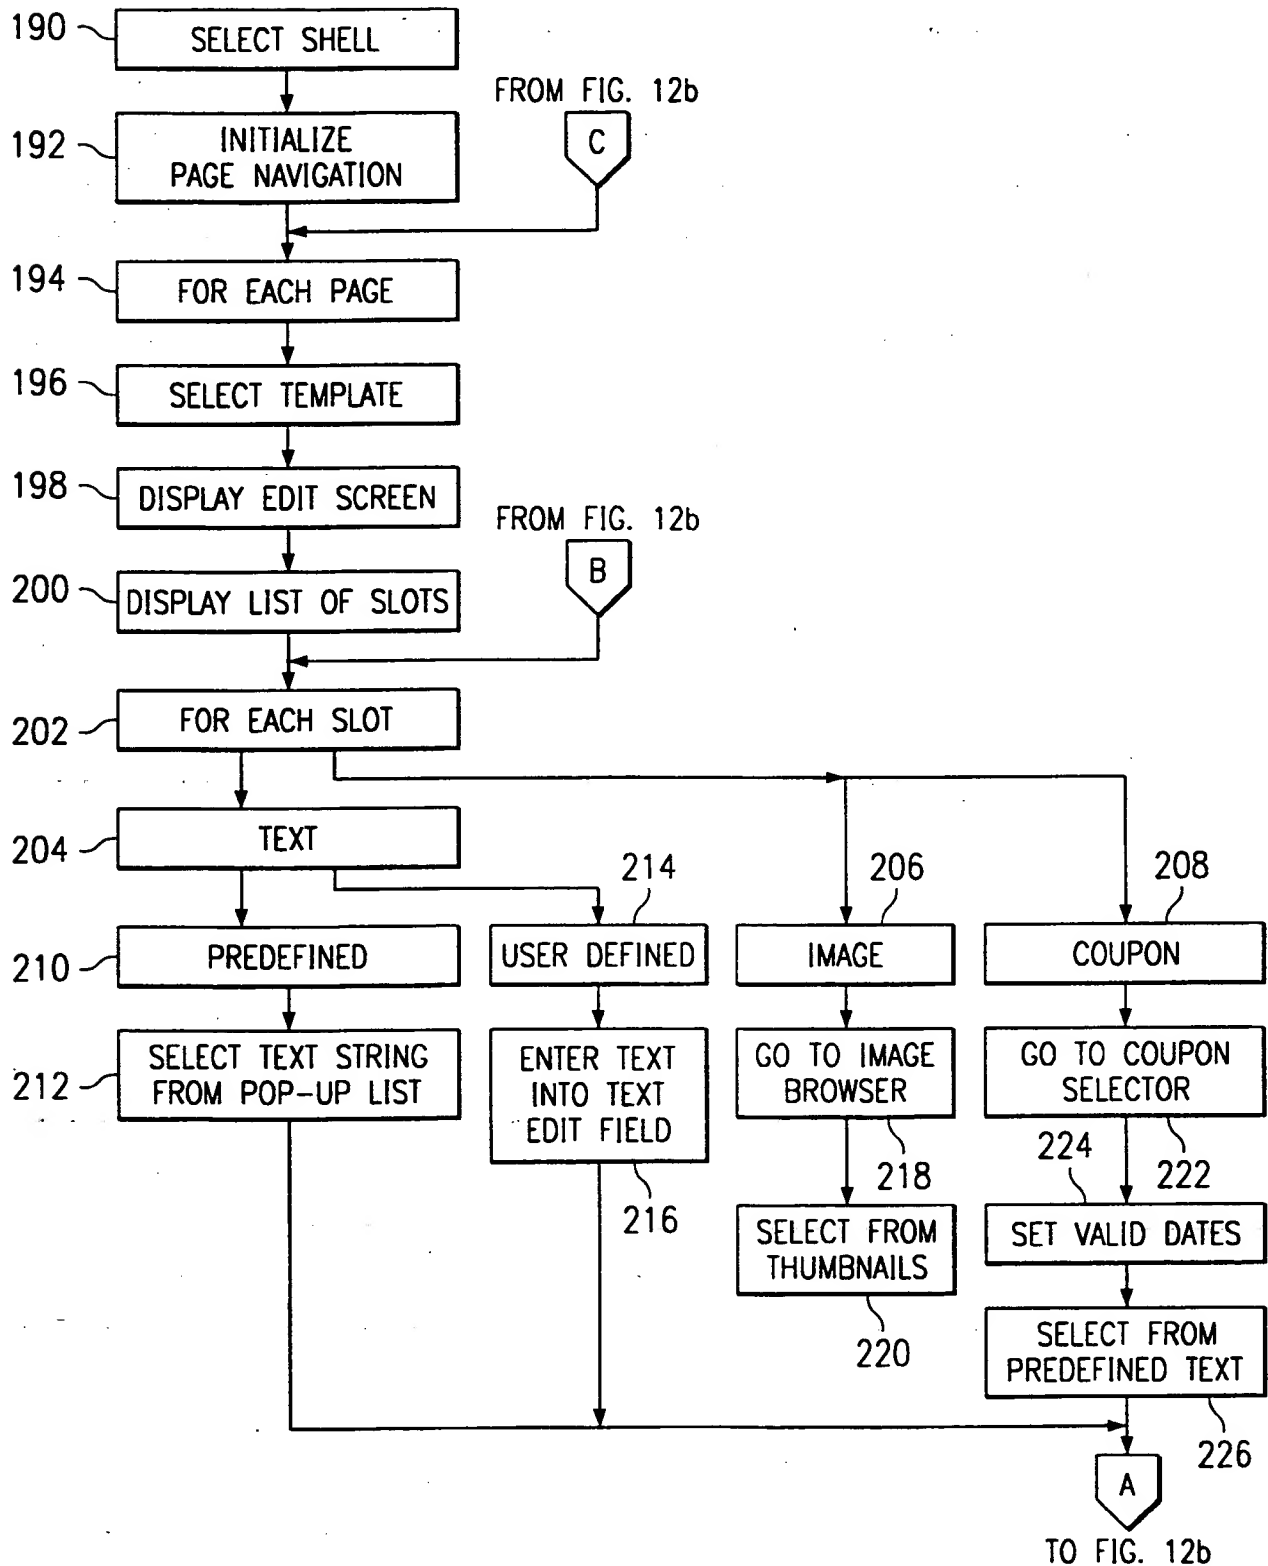 190
SELECT SHELL
FROM FIG. 12b
C
192
INITIALIZE
PAGE NAVIGATION
194
FOR EACH PAGE
196
SELECT TEMPLATE
198
DISPLAY EDIT SCREEN
FROM FIG. 12b
B
200
DISPLAY LIST OF SLOTS
202
FOR EACH SLOT
204
TEXT
214
206
208
210
PREDEFINED
USER DEFINED
IMAGE
COUPON
212
SELECT TEXT STRING
FROM POP-UP LIST
ENTER TEXT
INTO TEXT
EDIT FIELD
GO TO IMAGE
BROWSER
GO TO COUPON
SELECTOR
224
218
222
216
SELECT FROM
THUMBNAILS
SET VALID DATES
220
SELECT FROM
PREDEFINED TEXT
226
A
TO FIG. 12b